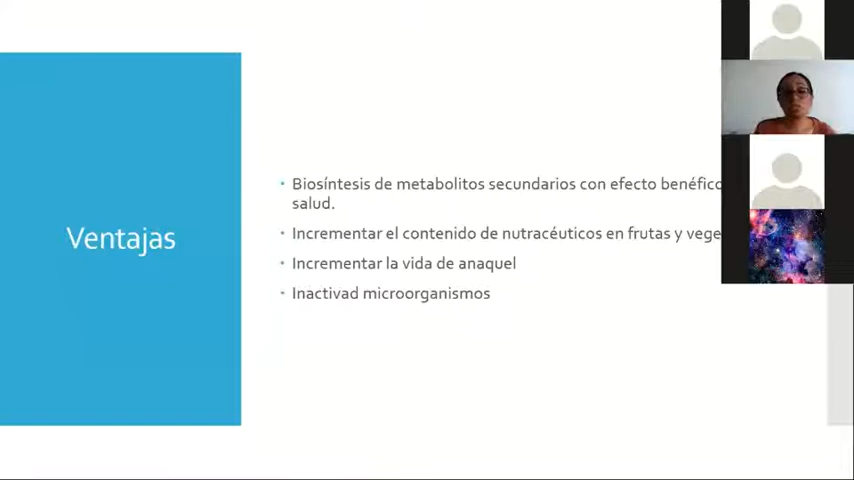 Ventajas
• Biosíntesis de metabolitos secundarios con efecto benéfico
salud.
• Incrementar el contenido de nutracéuticos en frutas y vege
• Incrementar la vida de anaquel
• Inactivad microorganismos